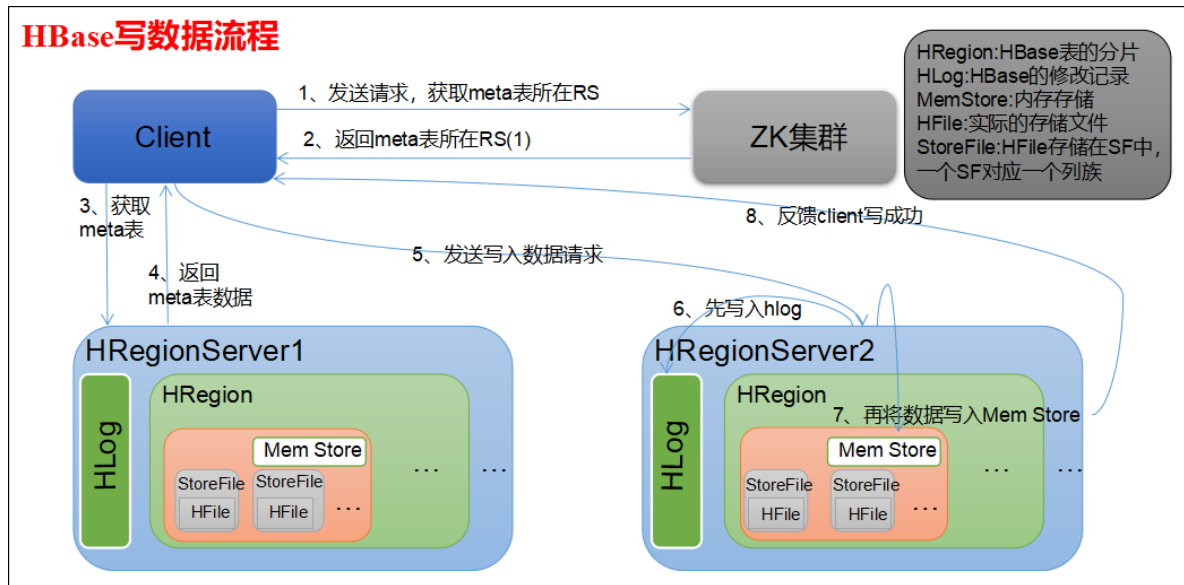 HBase写数据流程
HRegion:HBase表的分片
HLog:HBase的修改记录
MemStore:内存存储
HFile:实际的存储文件
StoreFile:HFile存储在SF中，
一个SF对应一个列族
Client
1、发送请求，获取meta表所在RS
2、返回meta表所在RS(1)
ZK集群
3、获取
meta表
4、返回
meta表数据
5、发送写入数据请求
8、反馈client写成功
6、先写入hlog
HRegionServer1
HLog
HRegion
Mem Store
StoreFile
HFile
StoreFile
HFile
...
...
...
HRegionServer2
HLog
HRegion
7、再将数据写入Mem Store
Mem Store
StoreFile
HFile
StoreFile
HFile
...
...
...